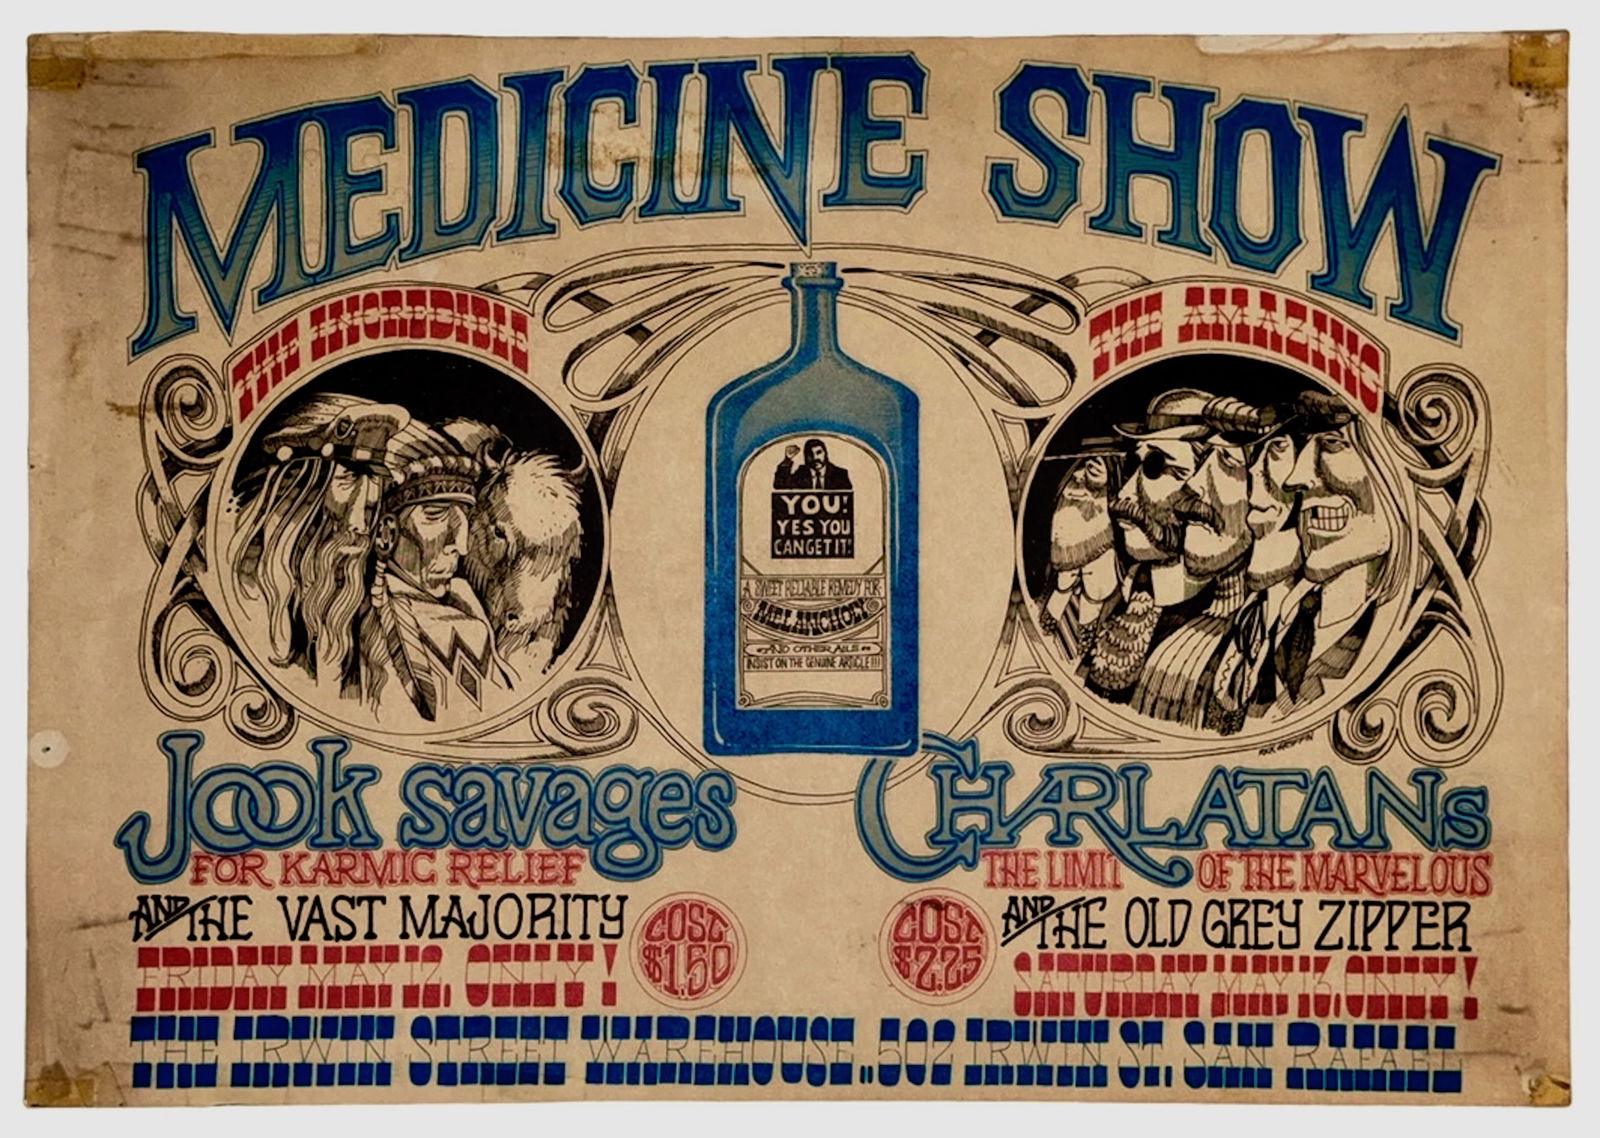 MEDICINE SHOW
THE INCREDIBLE
THE AMAZING
YOU!
YES YOU
CAN GET IT!
A SWEET RELIABLE REMEDY FOR
MELANCHOLY
AND OTHER AILS
INSIST ON THE GENUINE ARTICLE!!!
RICK GRIFFIN
Jook savages
CHARLATANs
FOR KARMIC RELIEF
THE LIMIT OF THE MARVELOUS
AND THE VAST MAJORITY
COST
$1.50
COST
$2.25
AND THE OLD GREY ZIPPER
FRIDAY MAY 12, ONLY!
SATURDAY MAY 13, ONLY!
THE IRWIN STREET WAREHOUSE..502 IRWIN ST. SAN RAFAEL